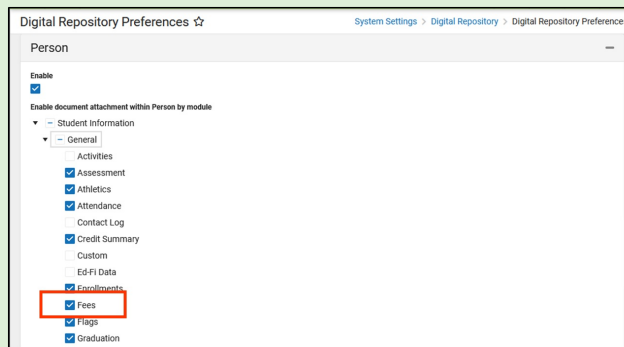 Digital Repository Preferences ☆ System Settings > Digital Repository > Digital Repository Preference
Person
Enable
Enable document attachment within Person by module
Student Information
General
Activities
Assessment
Athletics
Attendance
Contact Log
Credit Summary
Custom
Ed-Fi Data
Enrollments
Fees
Flags
Graduation